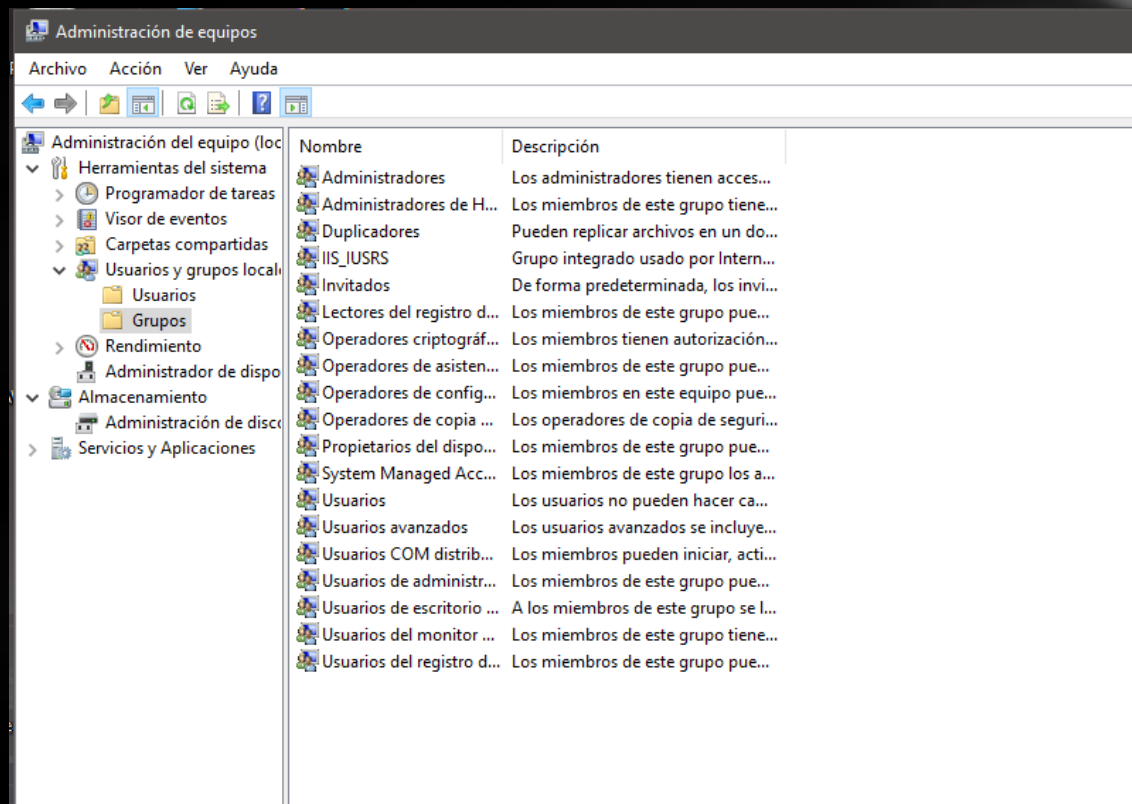 Administración de equipos
Archivo Acción Ver Ayuda
Administración del equipo (loc
Herramientas del sistema
Programador de tareas
Visor de eventos
Carpetas compartidas
Usuarios y grupos locale
Usuarios
Grupos
Rendimiento
Administrador de dispo
Almacenamiento
Administración de disco
Servicios y Aplicaciones
Nombre Descripción
Administradores Los administradores tienen acces...
Administradores de H... Los miembros de este grupo tiene...
Duplicadores Pueden replicar archivos en un do...
IIS_IUSRS Grupo integrado usado por Intern...
Invitados De forma predeterminada, los invi...
Lectores del registro d... Los miembros de este grupo pue...
Operadores criptográf... Los miembros tienen autorización...
Operadores de asisten... Los miembros de este grupo pue...
Operadores de config... Los miembros en este equipo pue...
Operadores de copia ... Los operadores de copia de seguri...
Propietarios del dispo... Los miembros de este grupo pue...
System Managed Acc... Los miembros de este grupo los a...
Usuarios Los usuarios no pueden hacer ca...
Usuarios avanzados Los usuarios avanzados se incluye...
Usuarios COM distrib... Los miembros pueden iniciar, acti...
Usuarios de administr... Los miembros de este grupo pue...
Usuarios de escritorio ... A los miembros de este grupo se l...
Usuarios del monitor ... Los miembros de este grupo tiene...
Usuarios del registro d... Los miembros de este grupo pue...